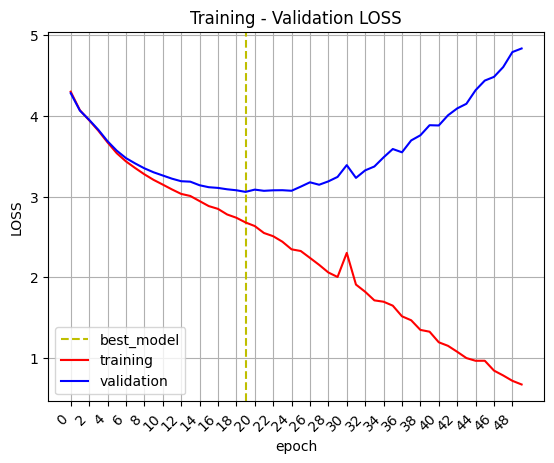 Training - Validation LOSS
5
4
3
2
1
LOSS
best_model
training
validation
0 2 4 6 8 10 12 14 16 18 20 22 24 26 28 30 32 34 36 38 40 42 44 46 48
epoch